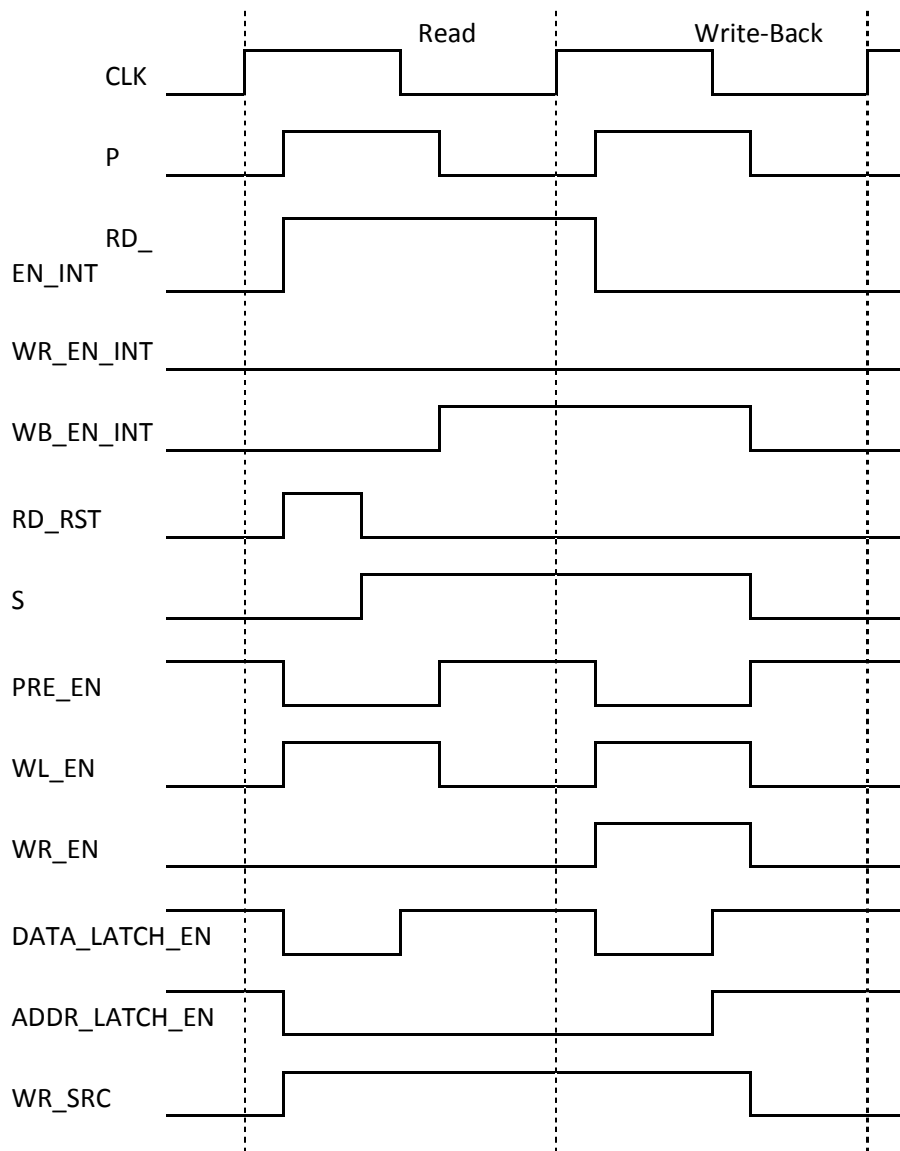 Read Write-Back
CLK
P
RD_
EN_INT
WR_EN_INT
WB_EN_INT
RD_RST
S
PRE_EN
WL_EN
WR_EN
DATA_LATCH_EN
ADDR_LATCH_EN
WR_SRC